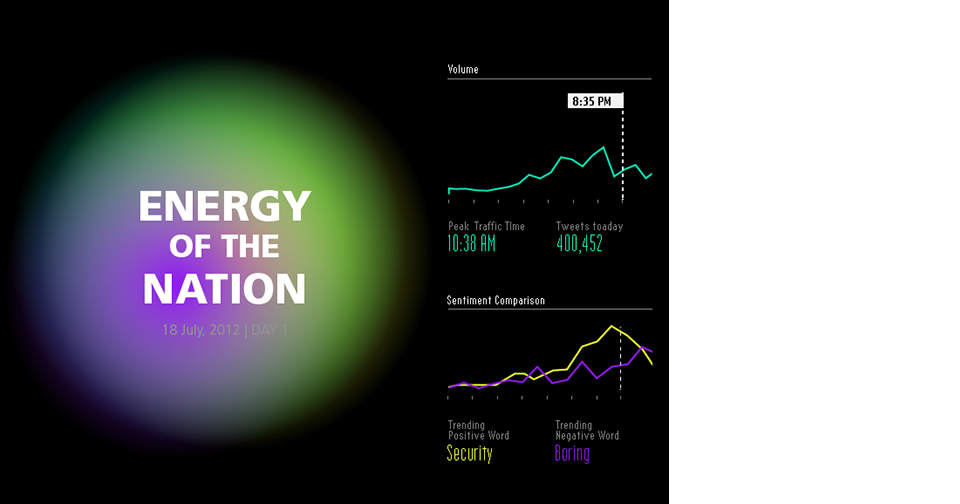 ENERGY
OF THE
NATION
18 July, 2012 | DAY 1
Volume
8:35 PM
Peak Traffic Time
10:38 AM
Tweets toaday
400,452
Sentiment Comparison
Trending
Positive Word
Security
Trending
Negative Word
Boring